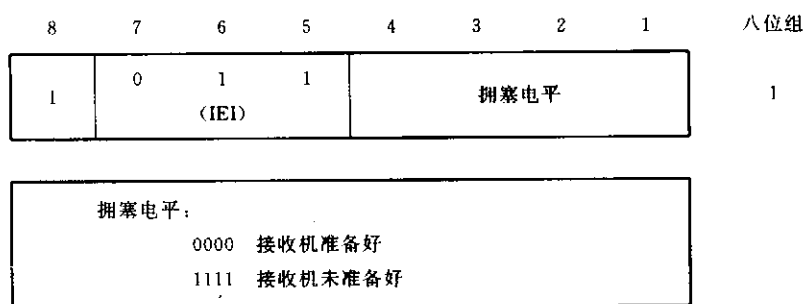 8 7 6 5 4 3 2 1 八位组
0 1 1
1 拥塞电平 1
(IEI)
拥塞电平：
0000 接收机准备好
1111 接收机未准备好